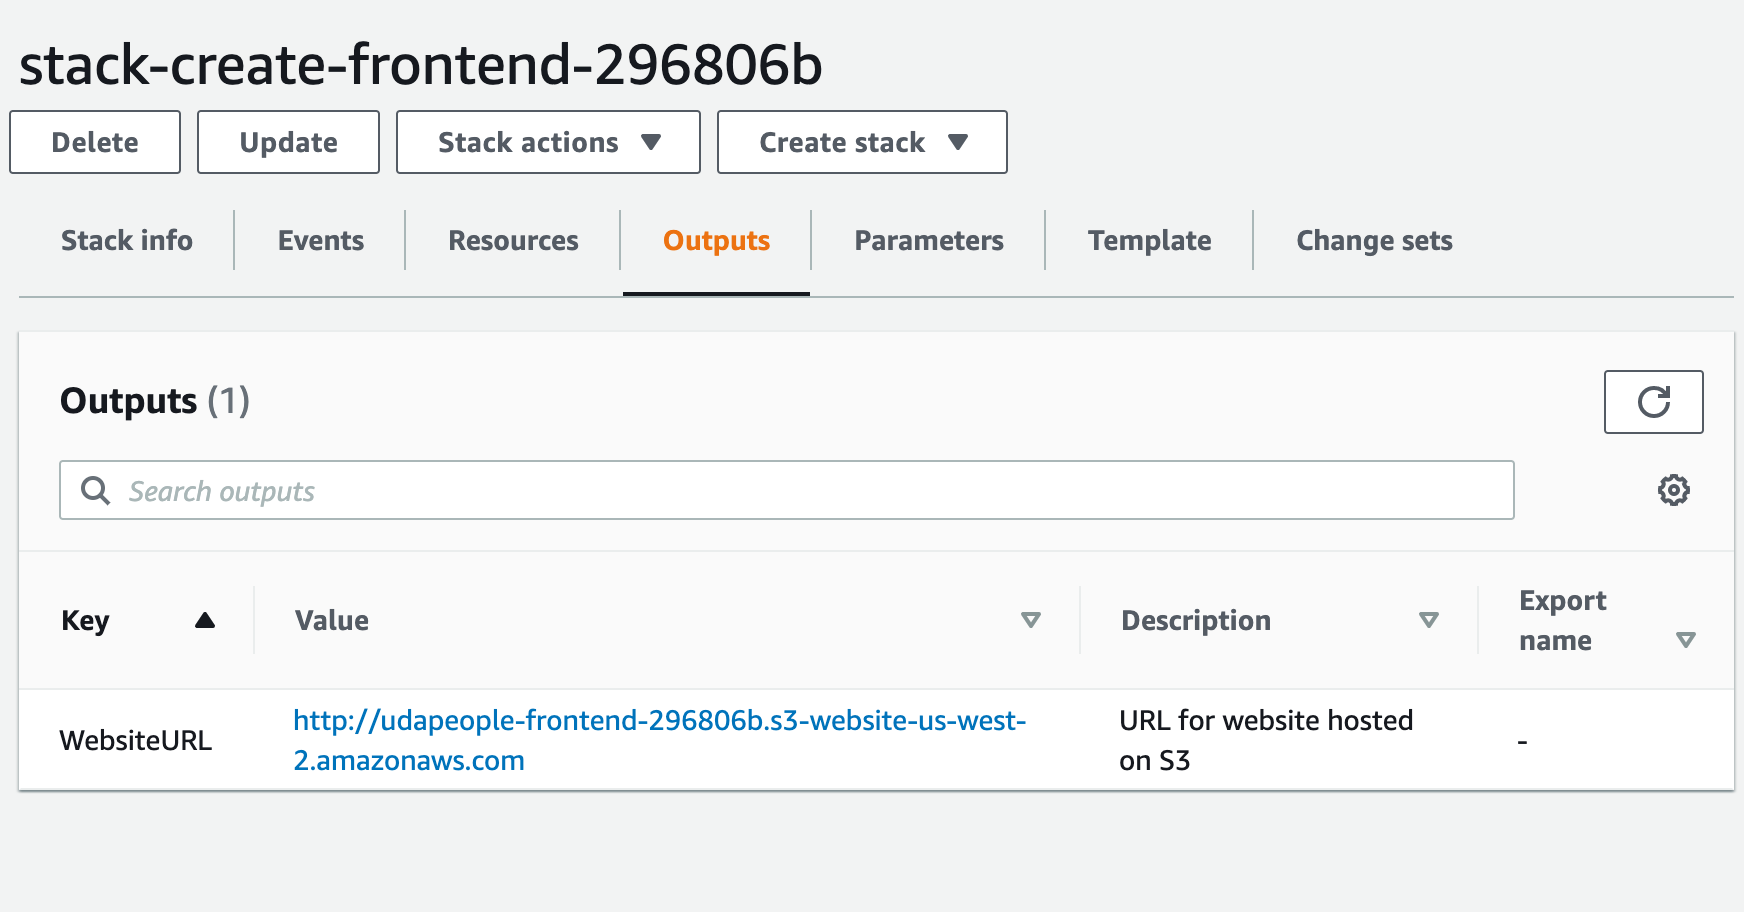 stack-create-frontend-296806b
Delete Update Stack actions Create stack
Stack info Events Resources Outputs Parameters Template Change sets
Outputs (1)
Search outputs
Key Value Description Export name
WebsiteURL
http://udapeople-frontend-296806b.s3-website-us-west-
2.amazonaws.com
URL for website hosted
on S3
-